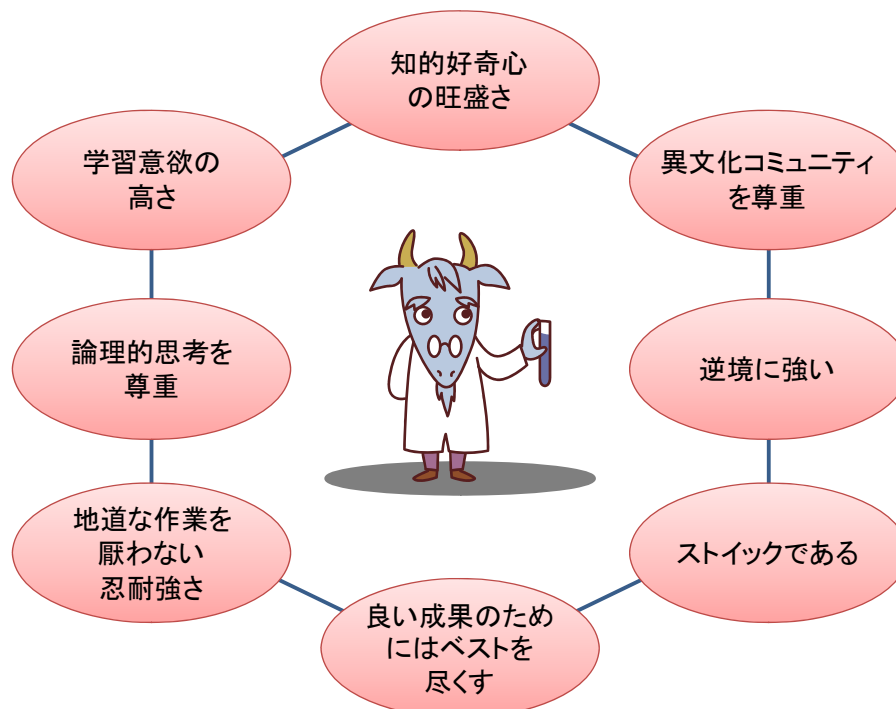 知的好奇心
の旺盛さ
学習意欲の
高さ
異文化コミュニティ
を尊重
論理的思考を
尊重
逆境に強い
地道な作業を
厭わない
忍耐強さ
ストイックである
良い成果のため
にはベストを
尽くす